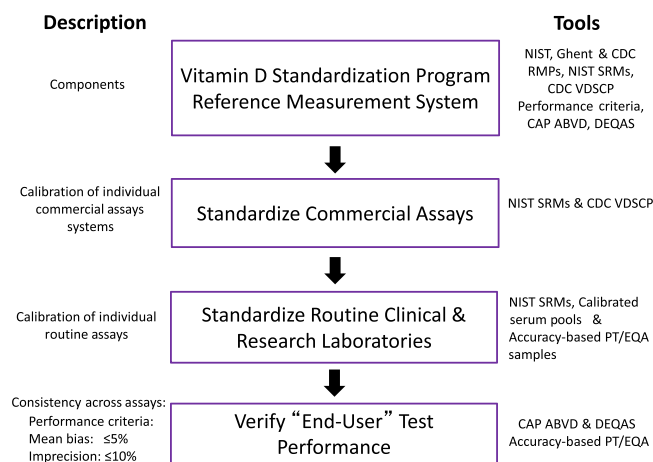 Description
Tools
Components
Vitamin D Standardization Program
Reference Measurement System
NIST, Ghent & CDC
RMPs, NIST SRMs,
CDC VDSCP
Performance criteria,
CAP ABVD, DEQAS
Calibration of individual
commercial assays
systems
Standardize Commercial Assays
NIST SRMs & CDC VDSCP
Calibration of individual
routine assays
Standardize Routine Clinical &
Research Laboratories
NIST SRMs, Calibrated
serum pools &
Accuracy-based PT/EQA
samples
Consistency across assays:
Performance criteria:
Mean bias: ≤5%
Imprecision: ≤10%
Verify “End-User” Test
Performance
CAP ABVD & DEQAS
Accuracy-based PT/EQA